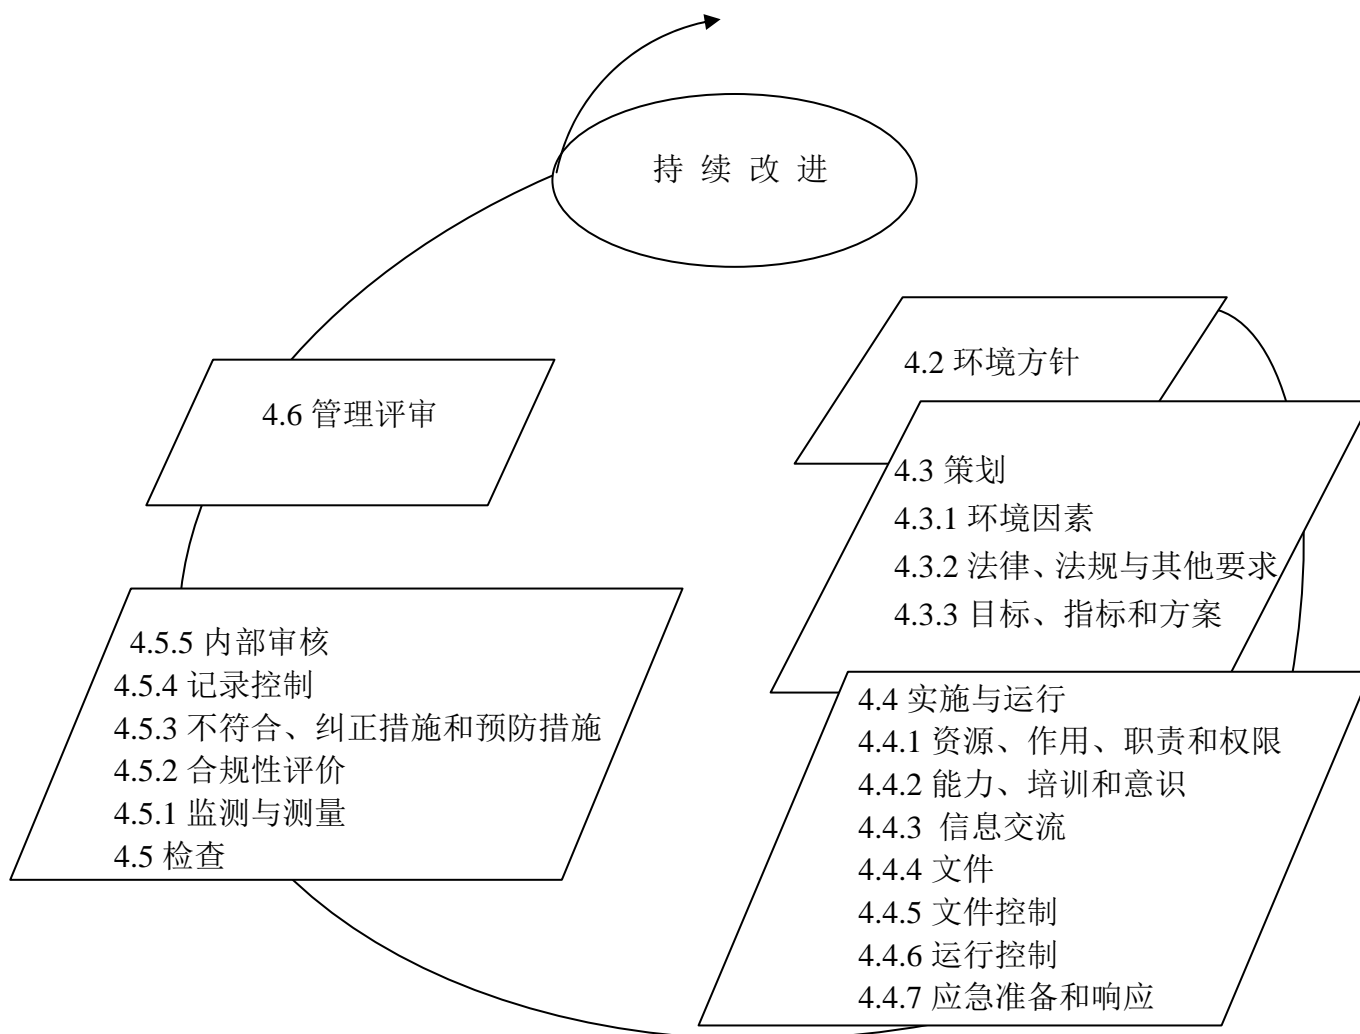 持续改进
4.2 环境方针
4.6 管理评审
4.3 策划
4.3.1 环境因素
4.3.2 法律、法规与其他要求
4.3.3 目标、指标和方案
4.5.5 内部审核
4.5.4 记录控制
4.5.3 不符合、纠正措施和预防措施
4.5.2 合规性评价
4.5.1 监测与测量
4.5 检查
4.4 实施与运行
4.4.1 资源、作用、职责和权限
4.4.2 能力、培训和意识
4.4.3 信息交流
4.4.4 文件
4.4.5 文件控制
4.4.6 运行控制
4.4.7 应急准备和响应